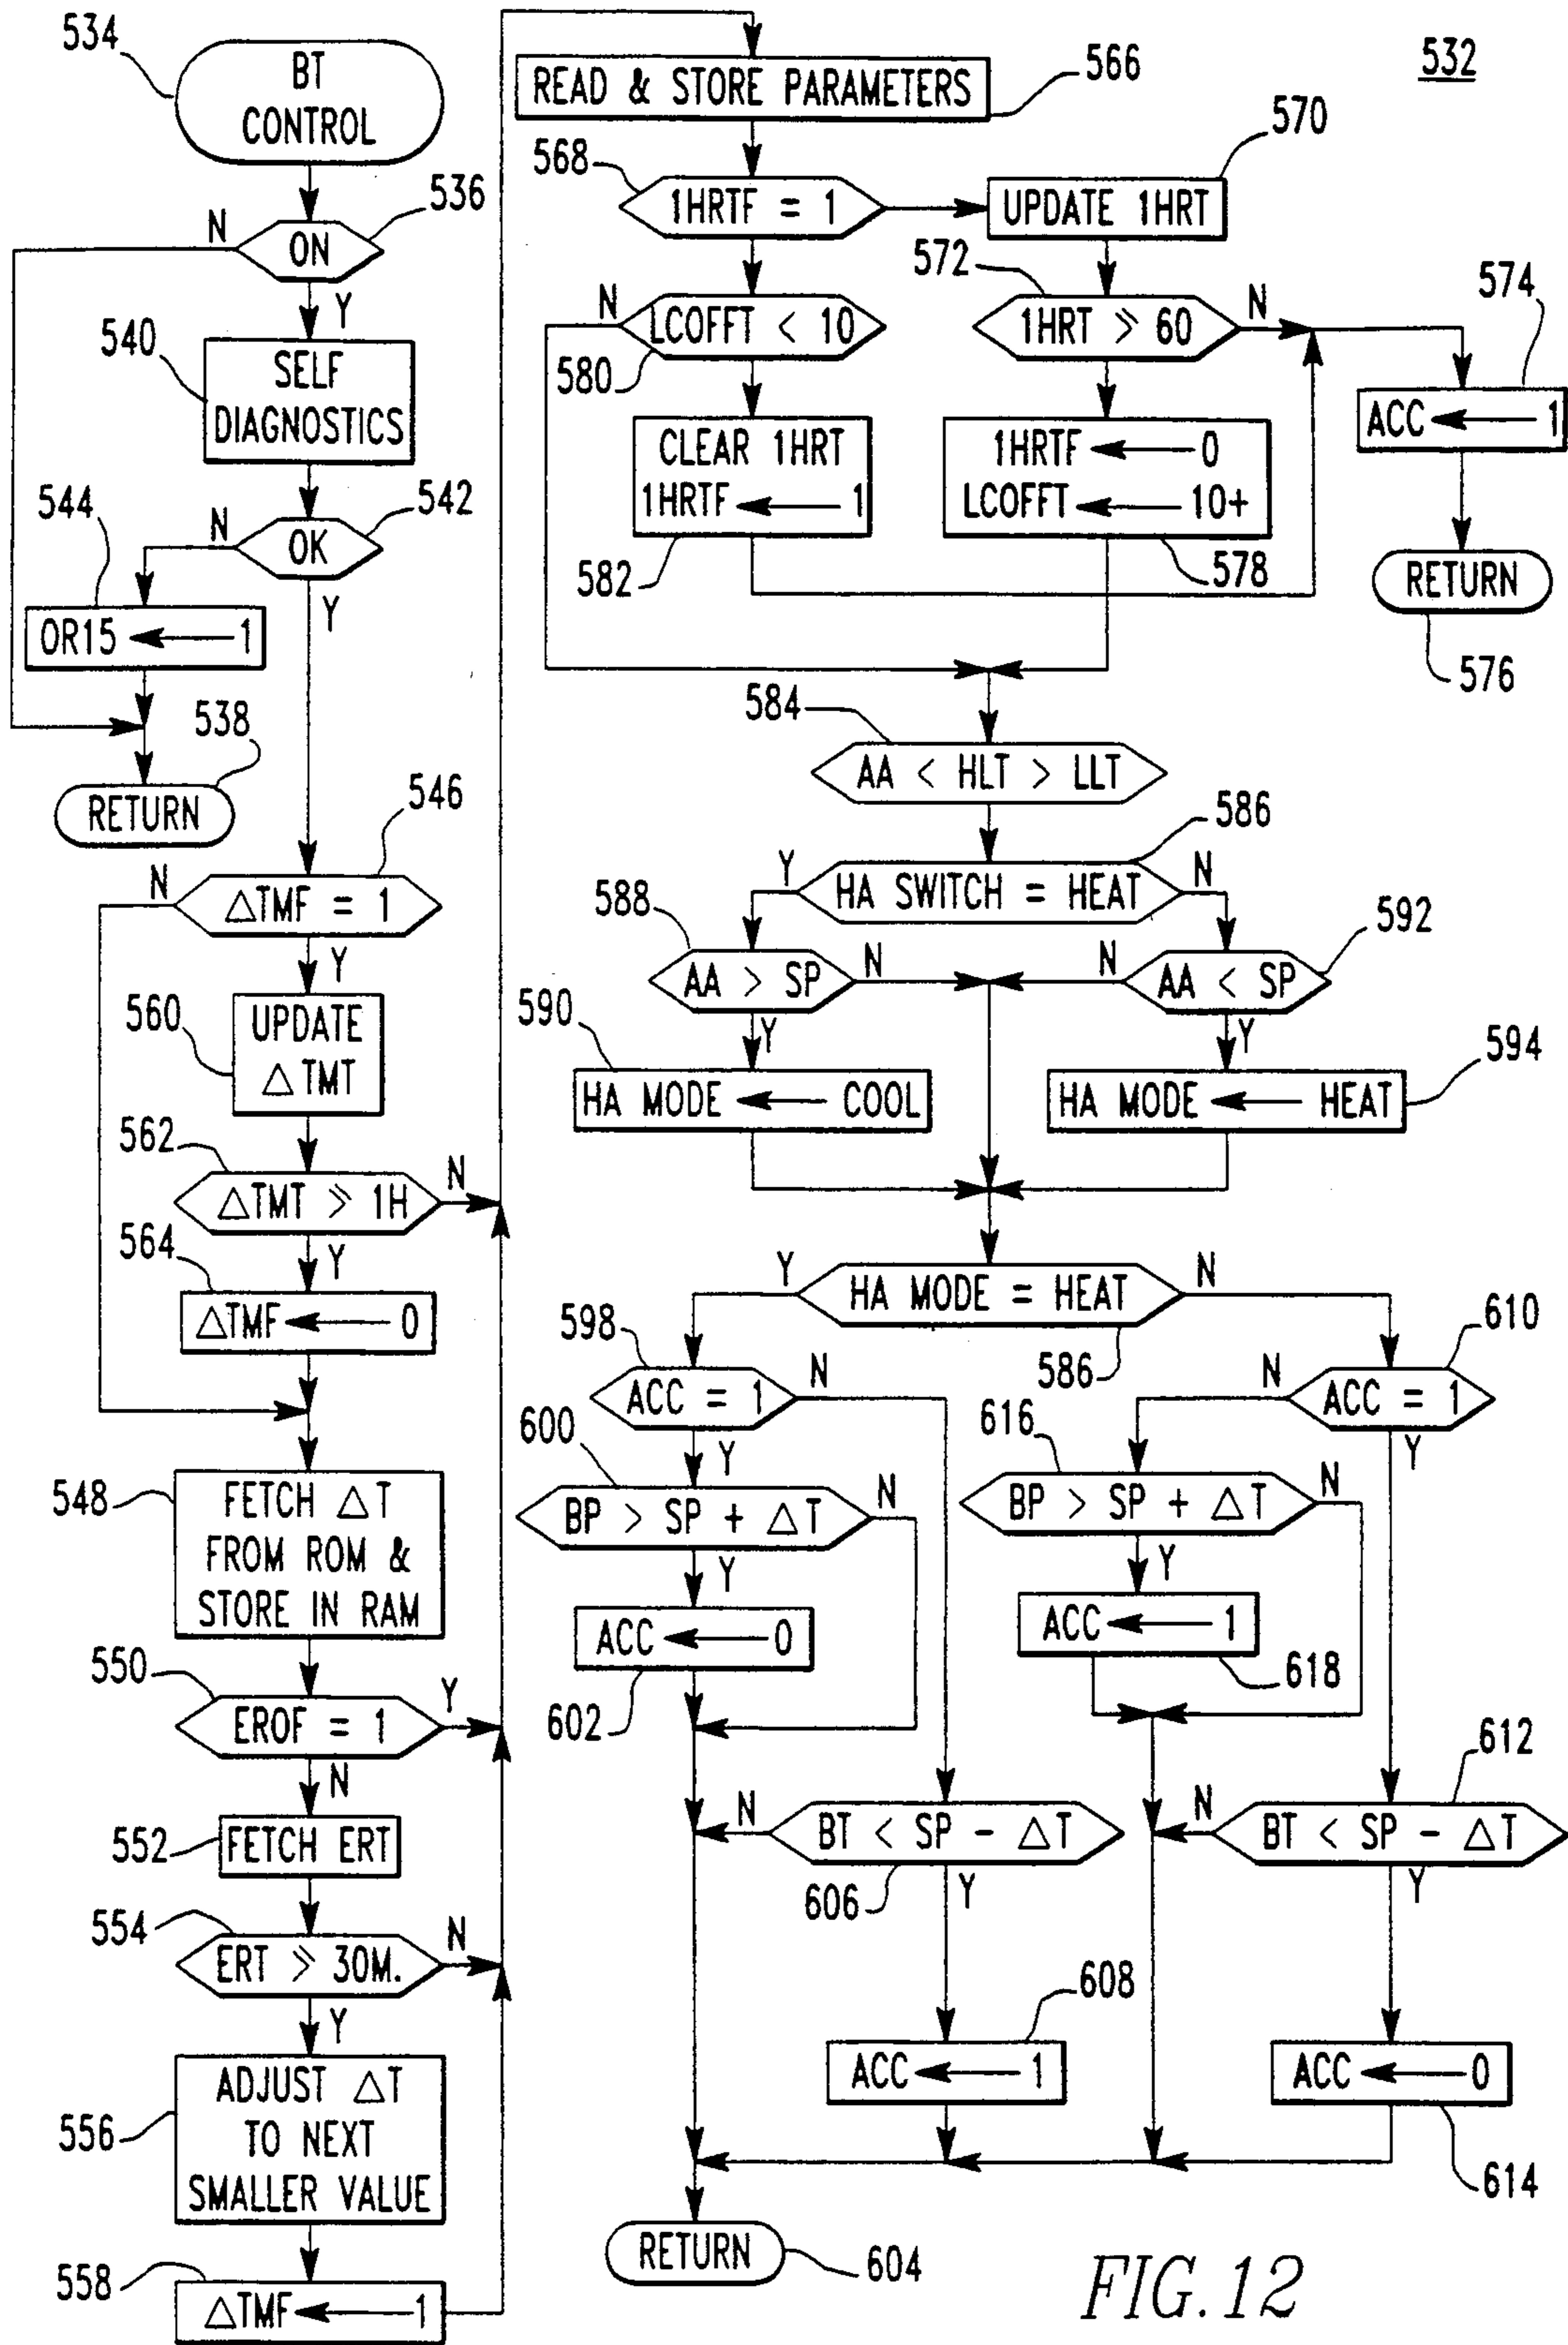 534
BT
CONTROL
N
536
ON
Y
540
SELF
DIAGNOSTICS
544
N
542
OK
Y
OR15 ← 1
538
RETURN
546
N
△TMF = 1
Y
560
UPDATE
△TMT
562
△TMT ⩾ 1H
N
564
Y
△TMF ← 0
548
FETCH △T
FROM ROM &
STORE IN RAM
550
EROF = 1
Y
N
552
FETCH ERT
554
ERT ⩾ 30M.
N
Y
556
ADJUST △T
TO NEXT
SMALLER VALUE
558
△TMF ← 1
532
READ & STORE PARAMETERS
566
568
1HRTF = 1
570
UPDATE 1HRT
N
LCOFFT < 10
580
572
1HRT ⩾ 60
N
574
ACC ← 1
CLEAR 1HRT
1HRTF ← 1
582
1HRTF ← 0
LCOFFT ← 10+
578
RETURN
576
584
AA < HLT > LLT
586
Y
HA SWITCH = HEAT
N
588
AA > SP
N
592
N
AA < SP
590
Y
HA MODE ← COOL
Y
594
HA MODE ← HEAT
Y
HA MODE = HEAT
N
586
598
ACC = 1
N
610
N
ACC = 1
600
Y
BP > SP + △T
N
616
BP > SP + △T
N
Y
Y
ACC ← 0
602
Y
ACC ← 1
618
N
BT < SP - △T
606
Y
612
N
BT < SP - △T
Y
608
ACC ← 1
ACC ← 0
614
RETURN
604
FIG. 12